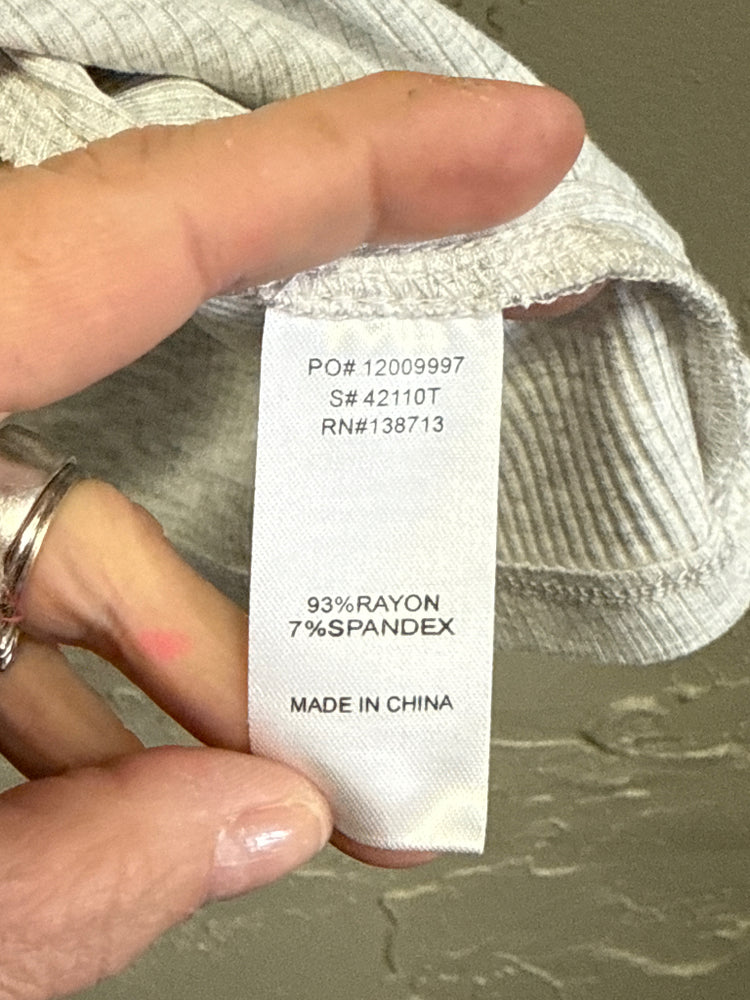 PO# 12009997
S# 42110T
RN#138713
93%RAYON
7%SPANDEX
MADE IN CHINA